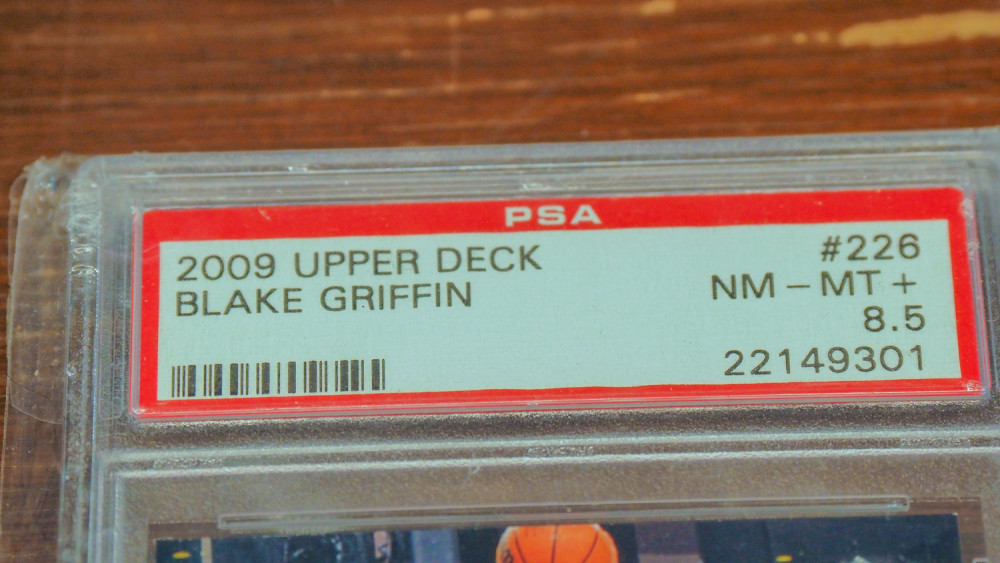 PSA
2009 UPPER DECK
BLAKE GRIFFIN
#226
NM - MT +
8.5
22149301